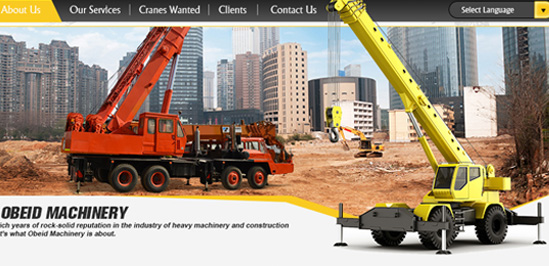 About Us
Our Services
Cranes Wanted
Clients
Contact Us
Select Language
OBEID MACHINERY
ich years of rock-solid reputation in the industry of heavy machinery and construction
t's what Obeid Machinery is about.